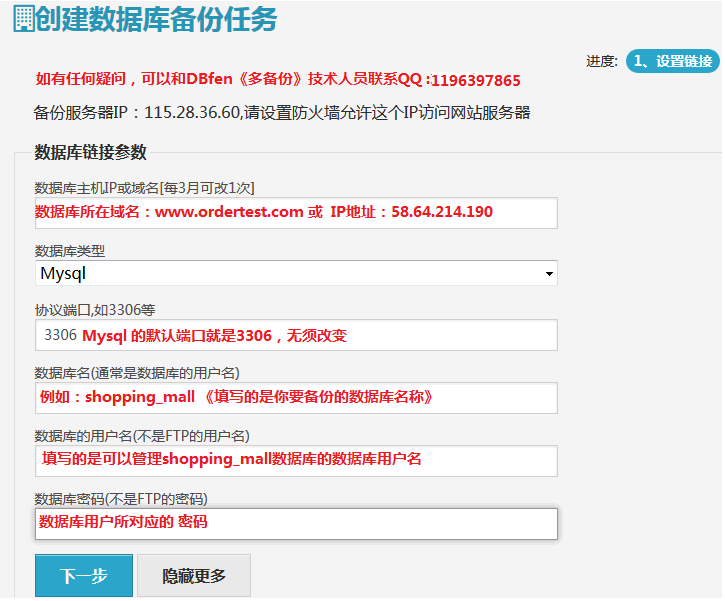 创建数据库备份任务
进度: 1、设置链接
如有任何疑问，可以和DBfen《多备份》技术人员联系QQ :1196397865
备份服务器IP：115.28.36.60,请设置防火墙允许这个IP访问网站服务器
数据库链接参数
数据库主机IP或域名[每3月可改1次]
数据库所在域名：www.ordertest.com 或 IP地址：58.64.214.190
数据库类型
Mysql
协议端口,如3306等
3306 Mysql 的默认端口就是3306，无须改变
数据库名(通常是数据库的用户名)
例如：shopping_mall 《填写的是你要备份的数据库名称》
数据库的用户名(不是FTP的用户名)
填写的是可以管理shopping_mall数据库的数据库用户名
数据库密码(不是FTP的密码)
数据库用户所对应的 密码
下一步 隐藏更多